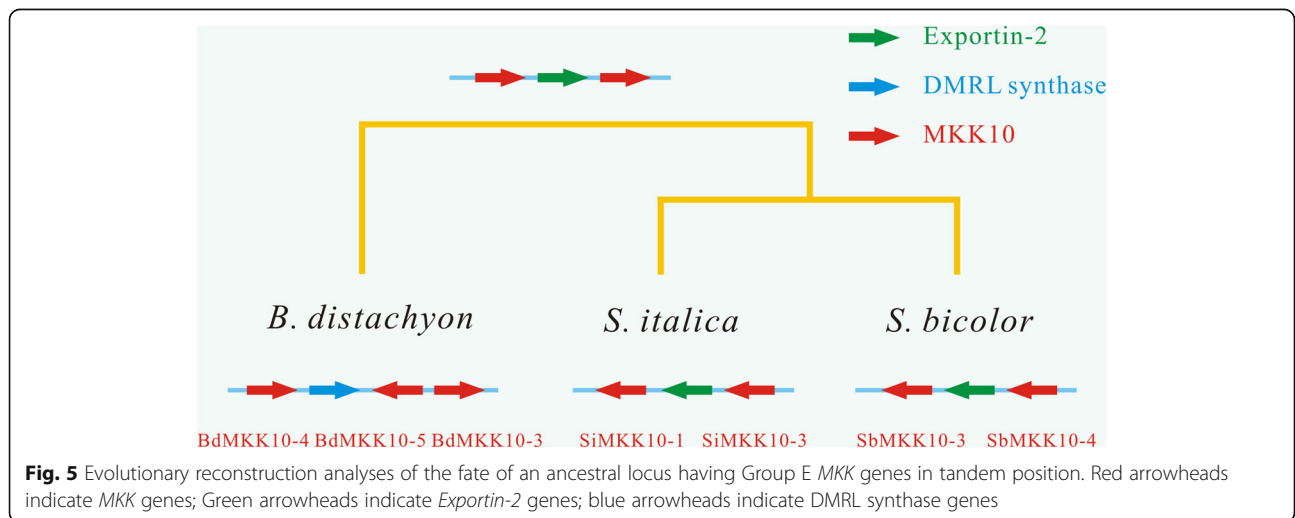 Exportin-2
DMRL synthase
MKK10
B. distachyon S. italica S. bicolor
BdMKK10-4 BdMKK10-5 BdMKK10-3 SiMKK10-1 SiMKK10-3 SbMKK10-3 SbMKK10-4
Fig. 5 Evolutionary reconstruction analyses of the fate of an ancestral locus having Group E MKK genes in tandem position. Red arrowheads
indicate MKK genes; Green arrowheads indicate Exportin-2 genes; blue arrowheads indicate DMRL synthase genes